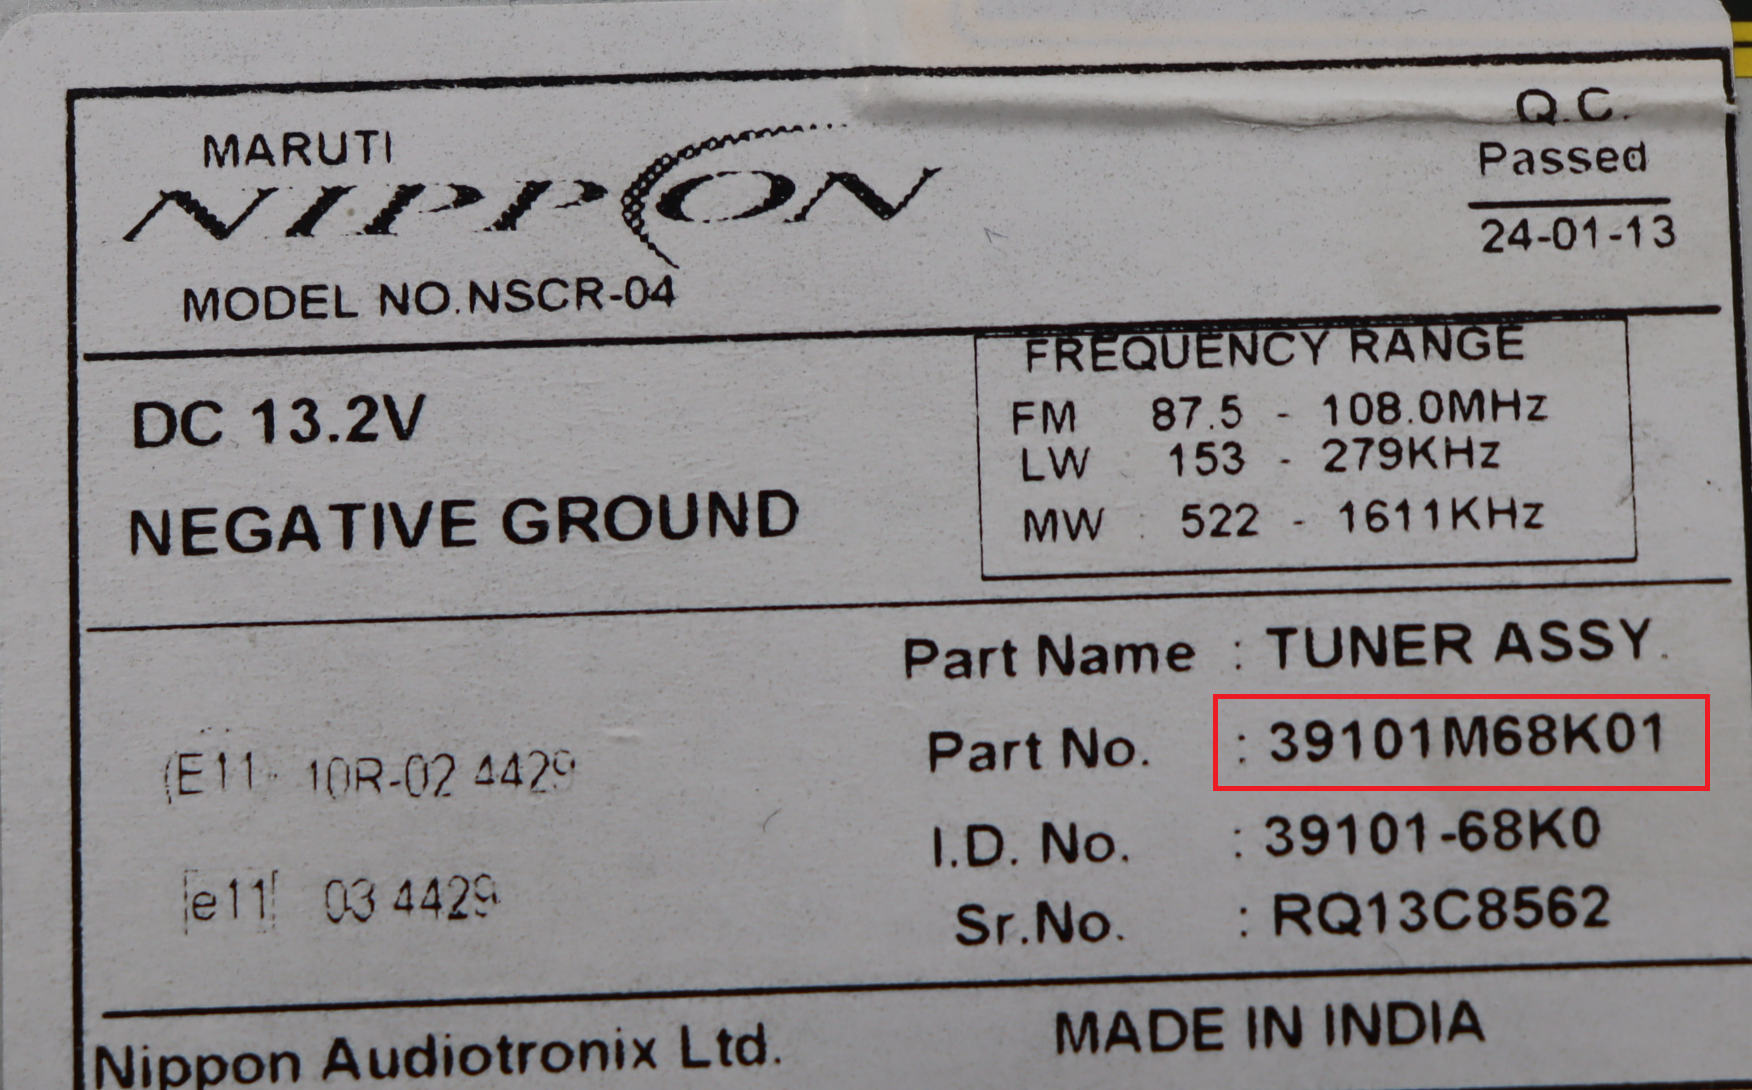 MARUTI
NIPPON
MODEL NO.NSCR-04
Q.C.
Passed
24-01-13
DC 13.2V
NEGATIVE GROUND
FREQUENCY RANGE
FM 87.5 - 108.0MHz
LW 153 - 279KHz
MW 522 - 1611KHz
Part Name : TUNER ASSY.
Part No. : 39101M68K01
I.D. No. : 39101-68K0
Sr.No. : RQ13C8562
E11 10R-02 4429
e11 03 4429
Nippon Audiotronix Ltd.
MADE IN INDIA